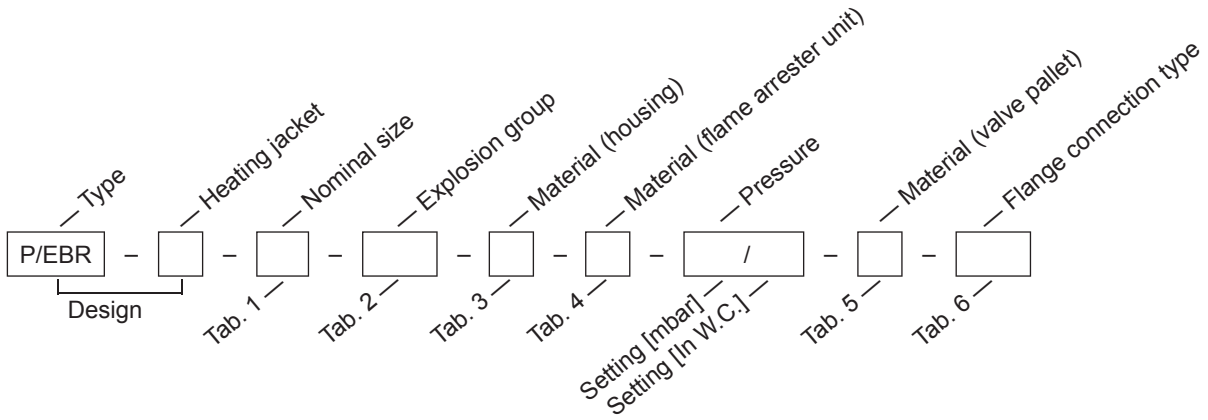 Type
Heating jacket
Nominal size
Explosion group
Material (housing)
Material (flame arrester unit)
Pressure
Material (valve pallet)
Flange connection type
P/EBR – – – – – – / – –
Design
Tab. 1
Tab. 2
Tab. 3
Tab. 4
Setting [mbar]
Setting [In W.C.]
Tab. 5
Tab. 6